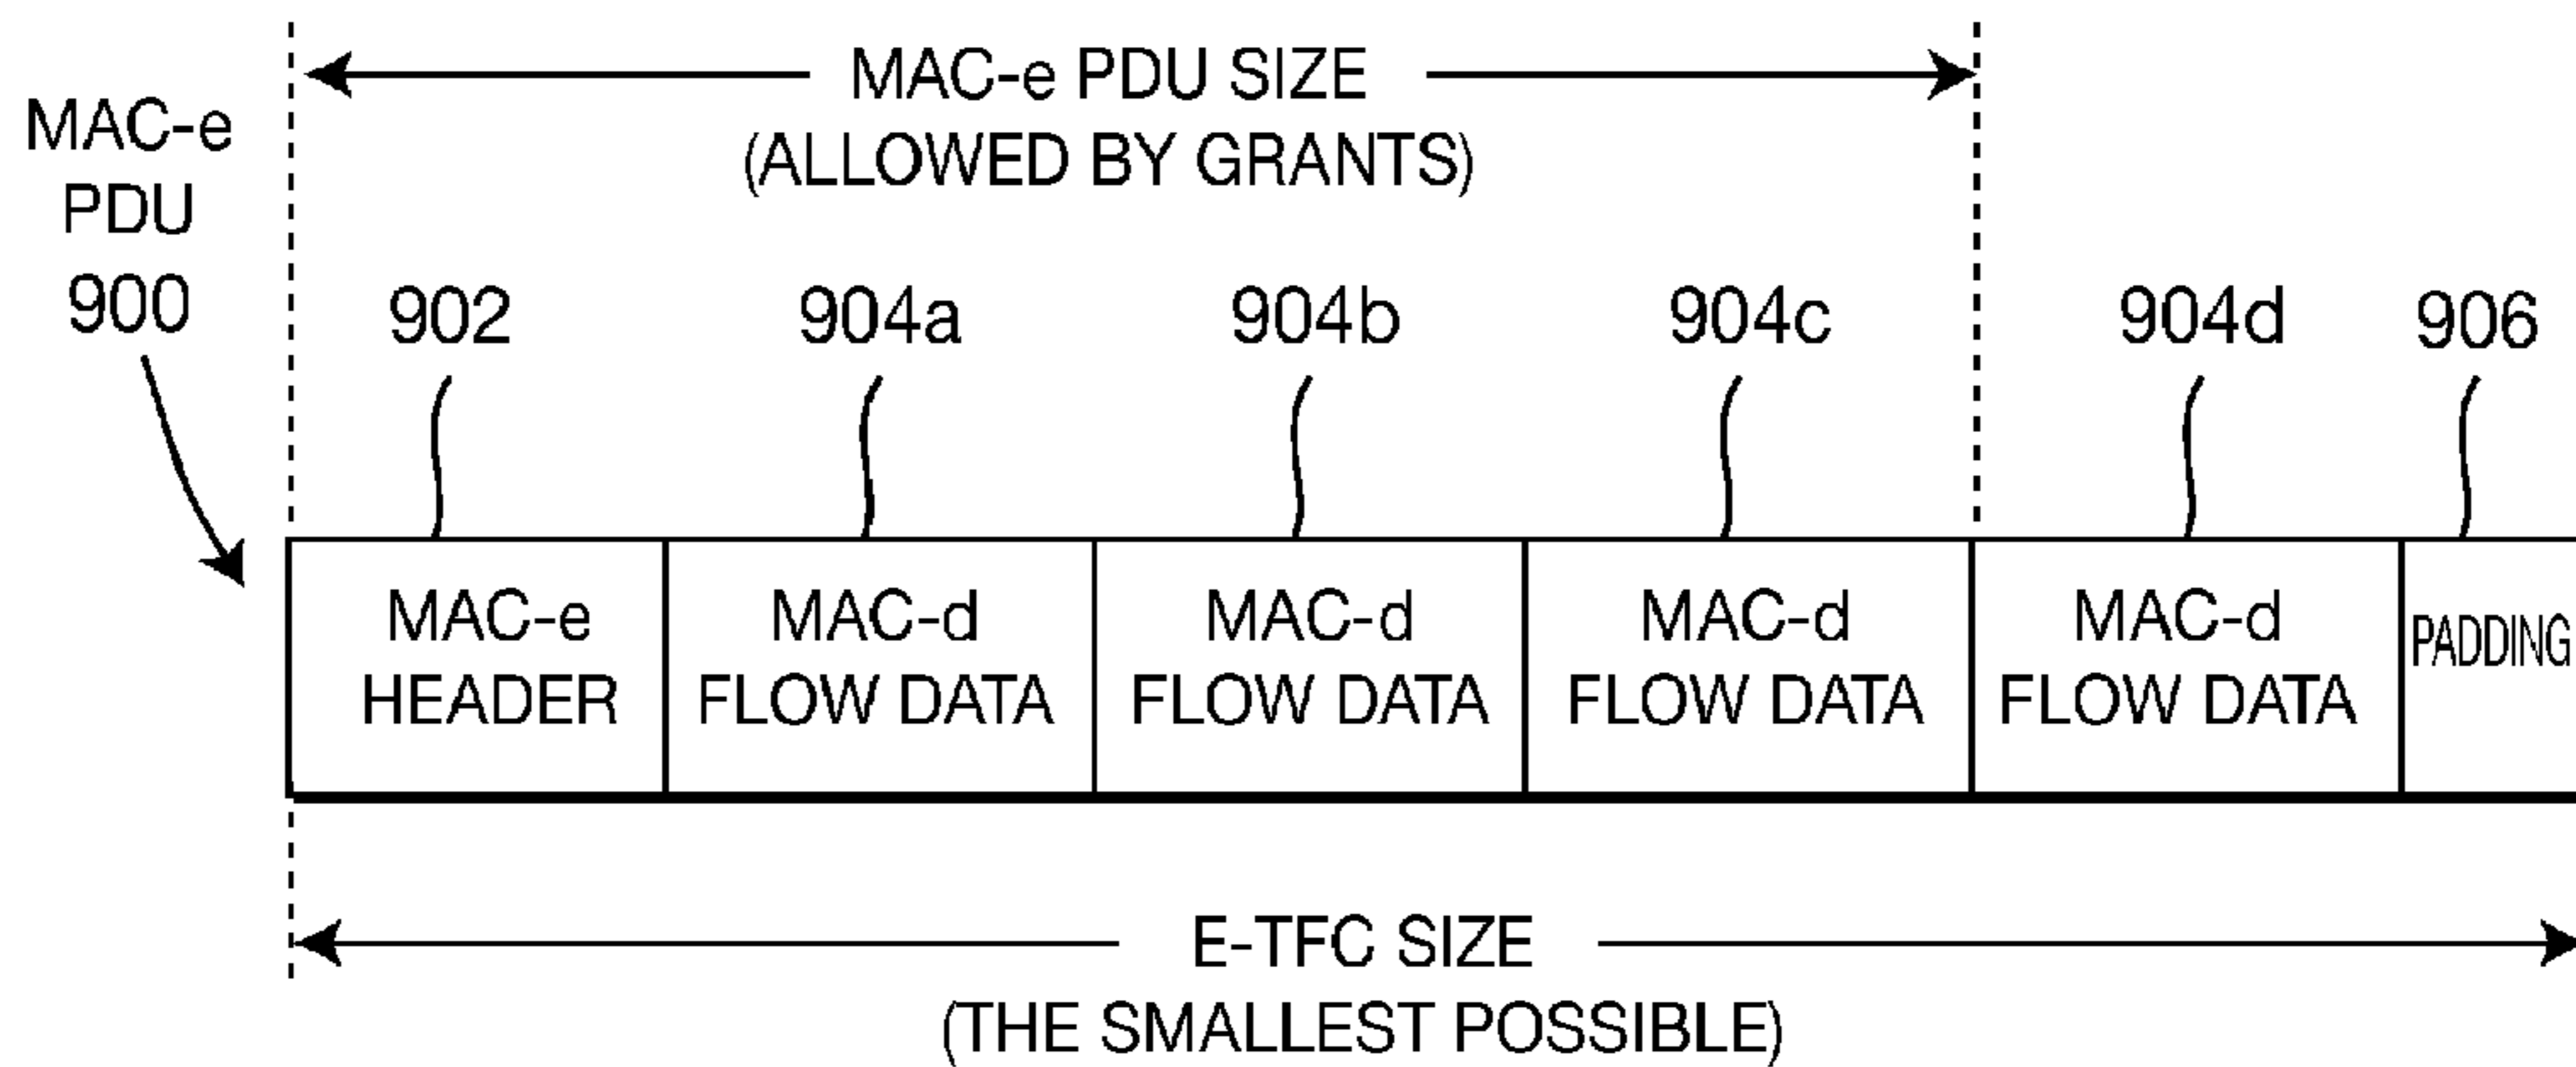 MAC-e PDU SIZE
(ALLOWED BY GRANTS)
MAC-e
PDU
900
902
904a
904b
904c
904d
906
MAC-e
HEADER
MAC-d
FLOW DATA
MAC-d
FLOW DATA
MAC-d
FLOW DATA
MAC-d
FLOW DATA
PADDING
E-TFC SIZE
(THE SMALLEST POSSIBLE)